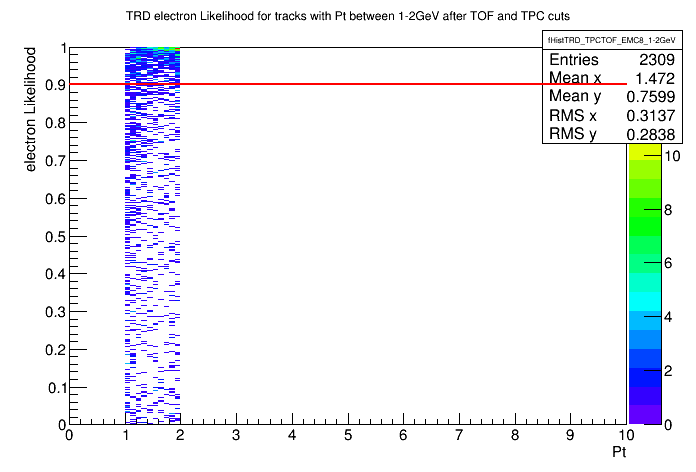 TRD electron Likelihood for tracks with Pt between 1-2GeV after TOF and TPC cuts
fHistTRD_TPCTOF_EMC8_1-2GeV
Entries 2309
Mean x 1.472
Mean y 0.7599
RMS x 0.3137
RMS y 0.2838
electron Likelihood
1
0.9
0.8
0.7
0.6
0.5
0.4
0.3
0.2
0.1
0
0 1 2 3 4 5 6 7 8 9 10
Pt
10
8
6
4
2
0